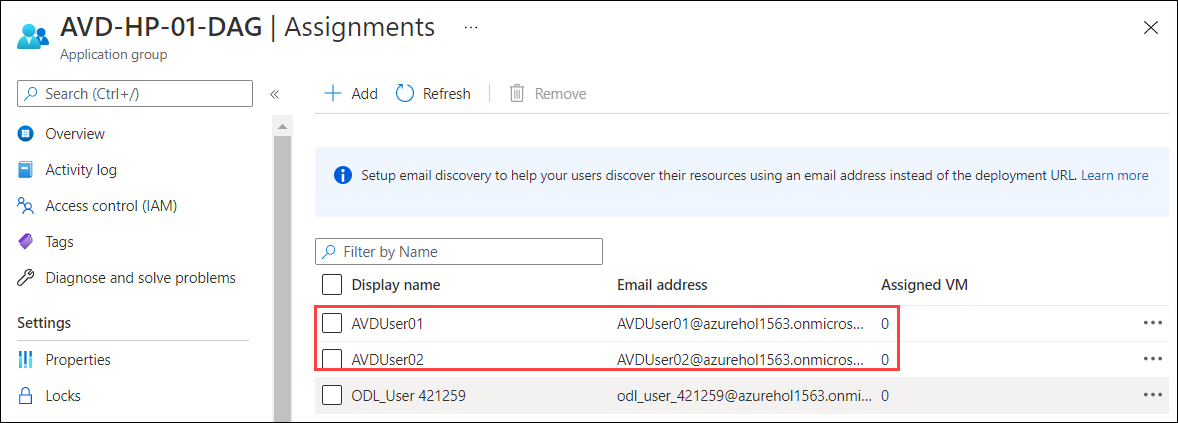 AVD-HP-01-DAG | Assignments ...
Application group
Search (Ctrl+/)
«
Add Refresh Remove
Overview
Activity log
Access control (IAM)
Tags
Diagnose and solve problems
Settings
Properties
Locks
Setup email discovery to help your users discover their resources using an email address instead of the deployment URL. Learn more
Filter by Name
Display name Email address Assigned VM
AVDUser01 AVDUser01@azurehol1563.onmicros... 0 ...
AVDUser02 AVDUser02@azurehol1563.onmicros... 0 ...
ODL_User 421259 odl_user_421259@azurehol1563.onmi... 0 ...